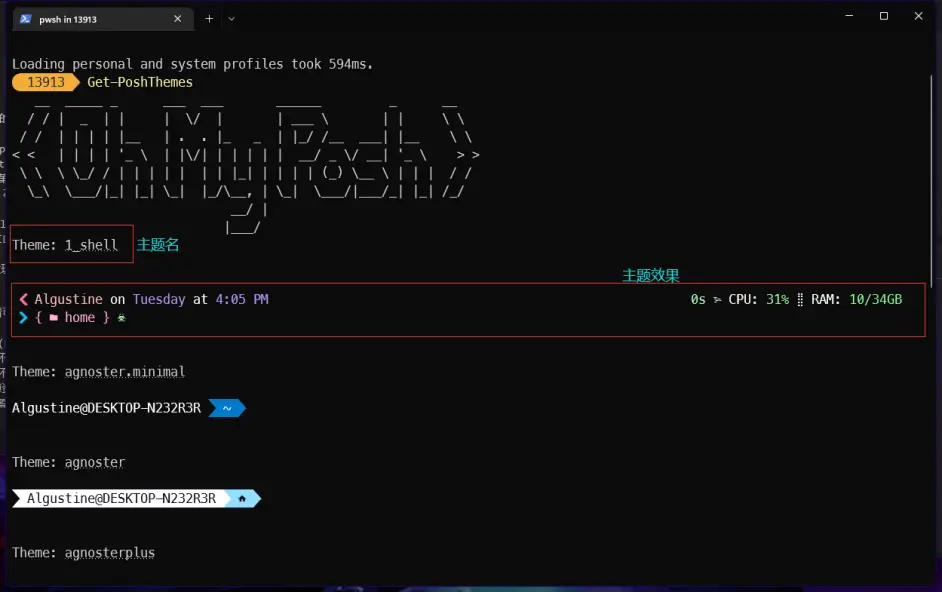 pwsh in 13913
Loading personal and system profiles took 594ms.
13913 Get-PoshThemes
Theme: 1_shell 主题名
主题效果
Algustine on Tuesday at 4:05 PM 0s CPU: 31% RAM: 10/34GB
{ home }
Theme: agnoster.minimal
Algustine@DESKTOP-N232R3R ~
Theme: agnoster
Algustine@DESKTOP-N232R3R
Theme: agnosterplus